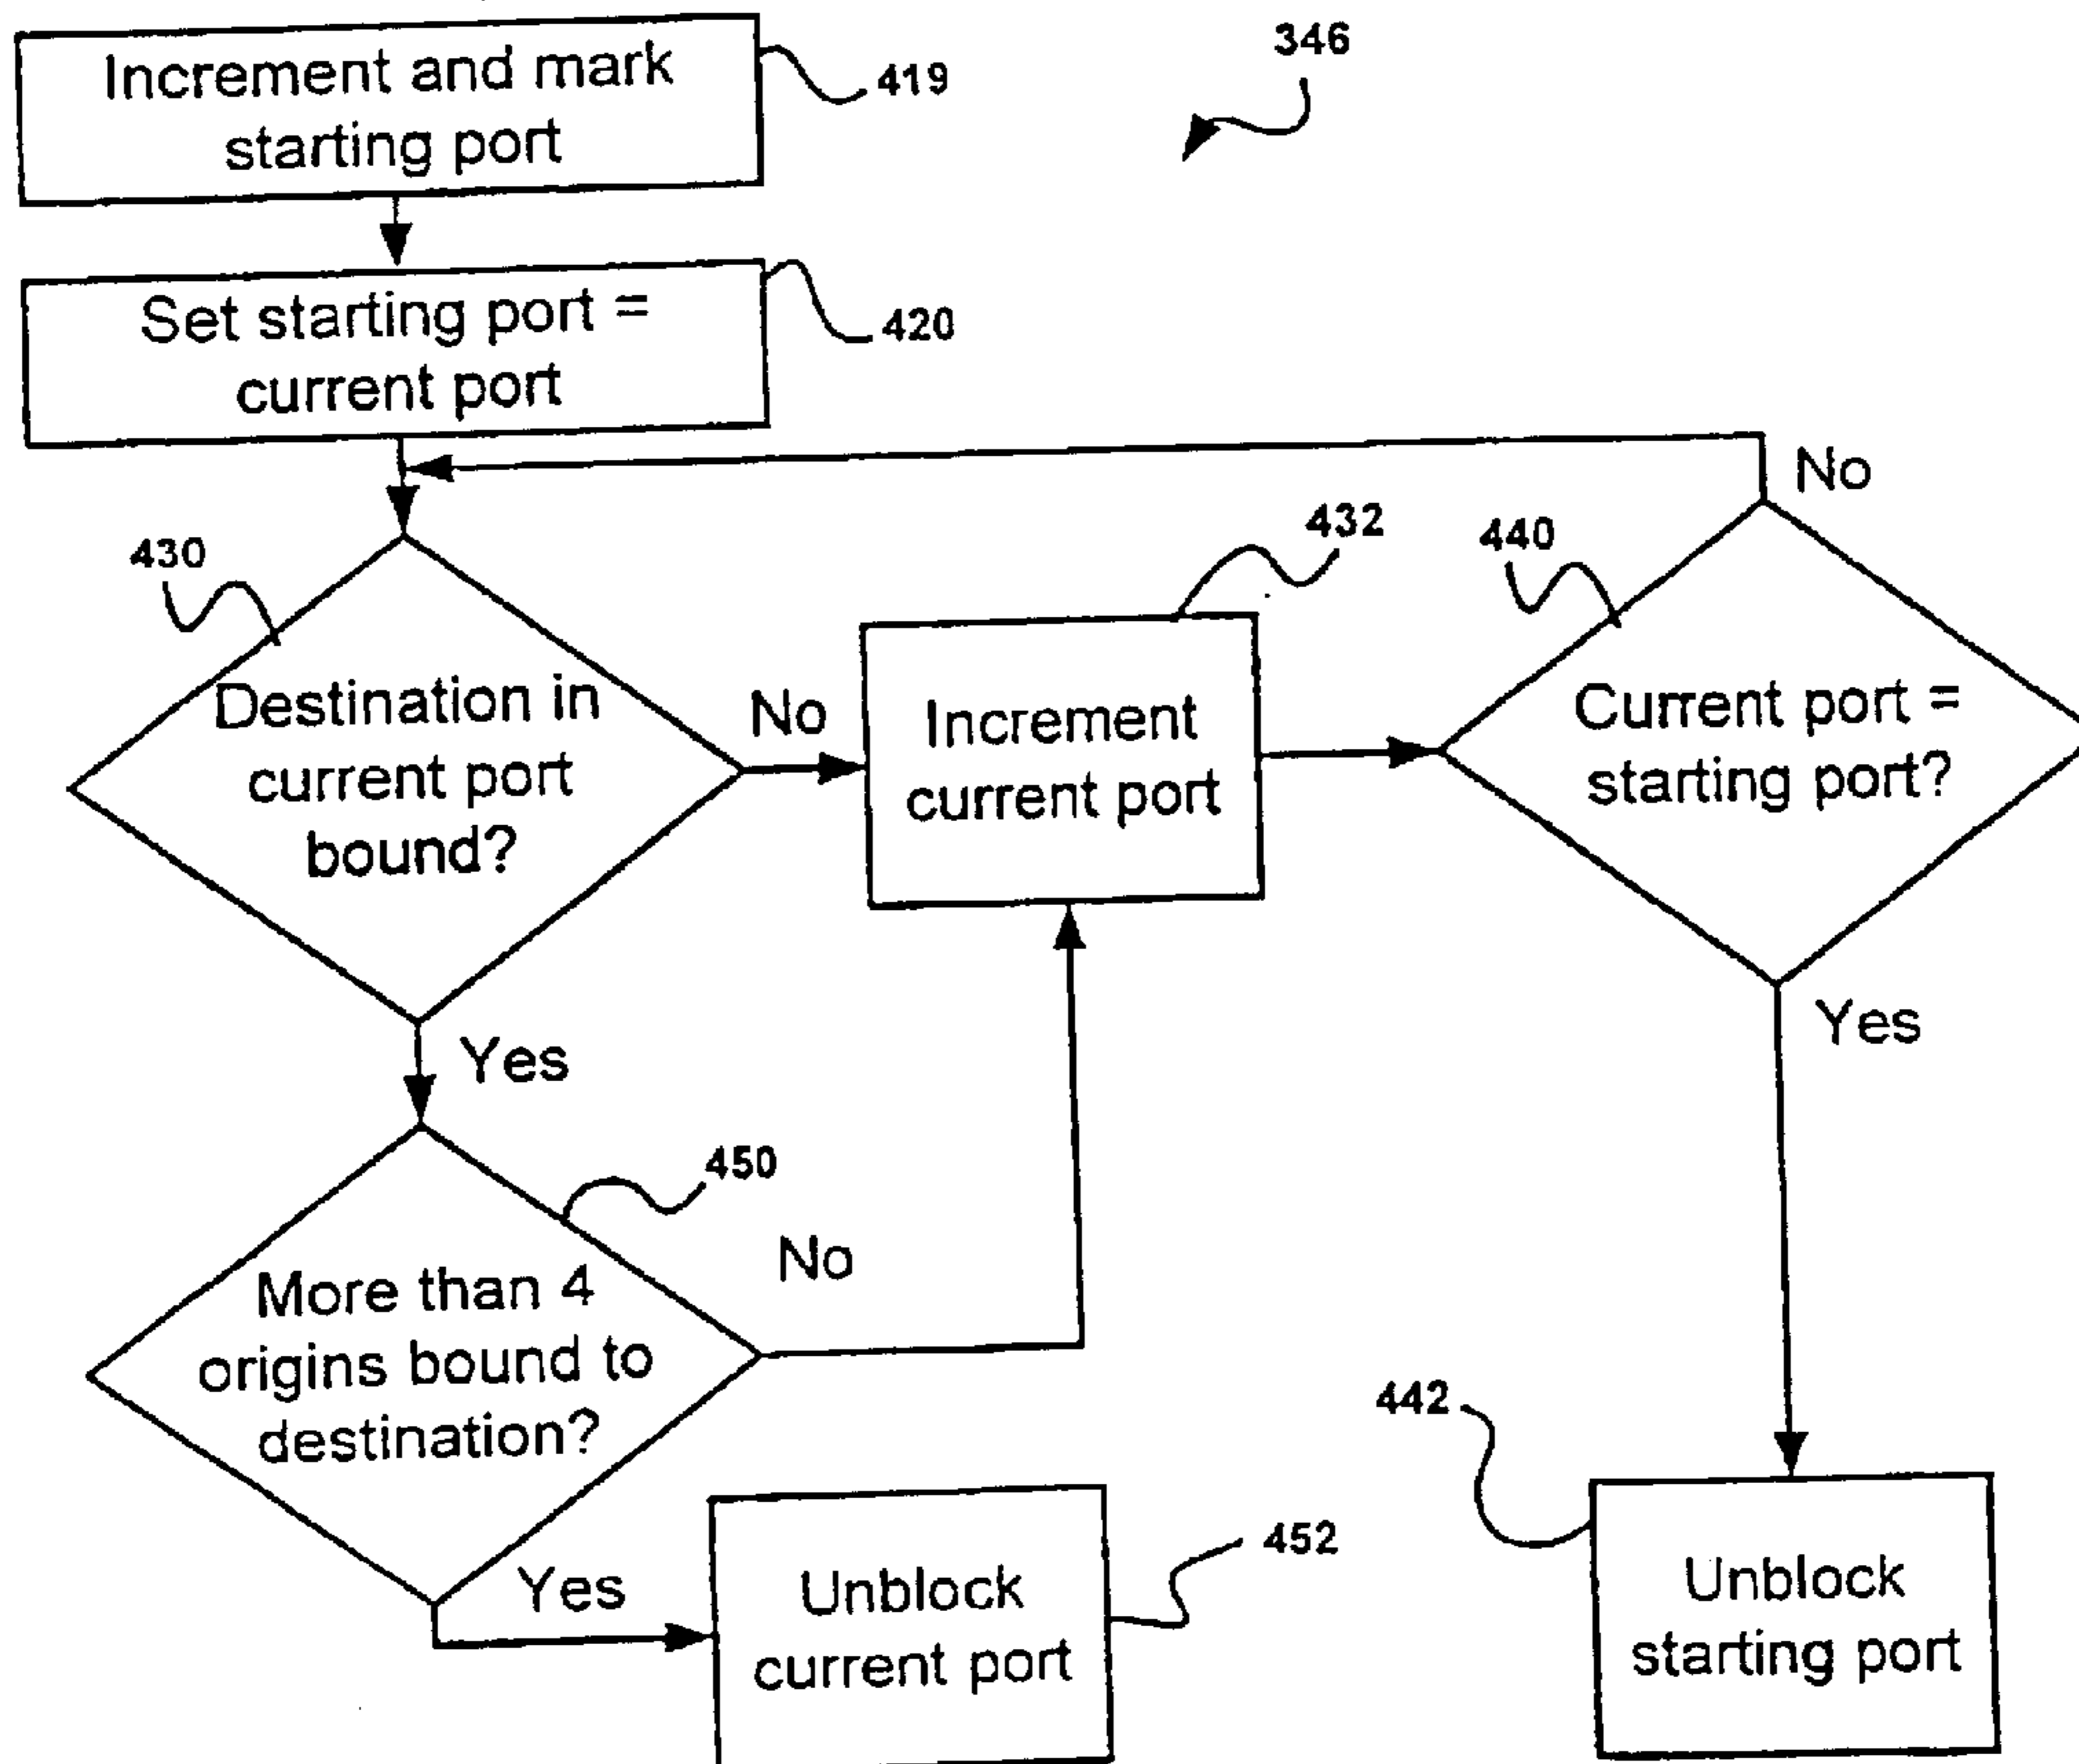 Increment and mark
starting port
419
346
Set starting port =
current port
420
No
430
432
440
Destination in
current port
bound?
No
Increment
current port
Current port =
starting port?
Yes
Yes
450
More than 4
origins bound to
destination?
No
442
452
Yes
Unblock
current port
Unblock
starting port